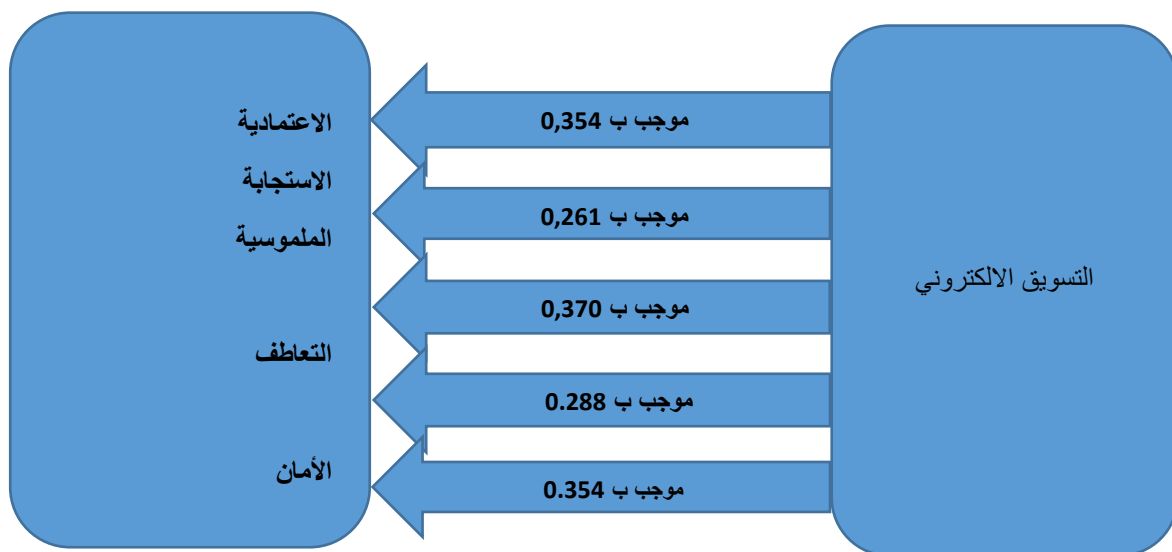 التسويق الالكتروني
موجب ب 0,354
موجب ب 0,261
موجب ب 0,370
موجب ب 0.288
موجب ب 0.354
الاعتمادية
الاستجابة
الملموسية
التعاطف
الأمان